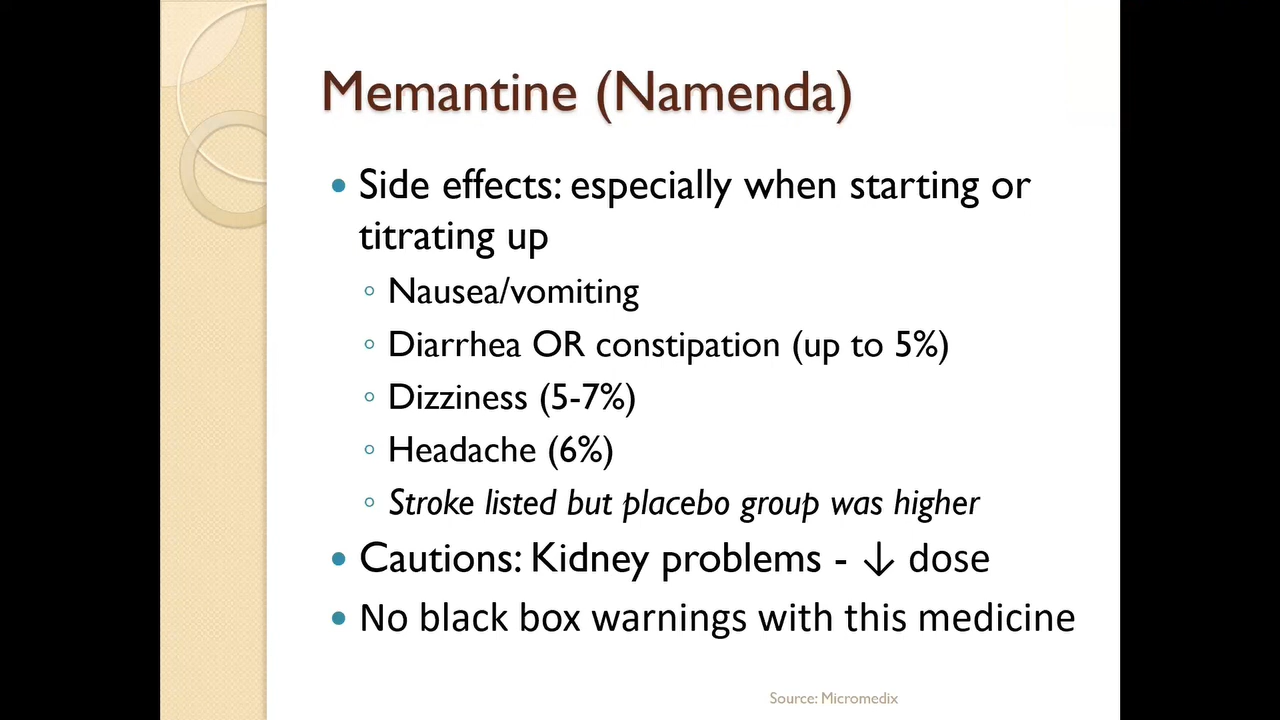 Memantine (Namenda)
• Side effects: especially when starting or
titrating up
◦ Nausea/vomiting
◦ Diarrhea OR constipation (up to 5%)
◦ Dizziness (5-7%)
◦ Headache (6%)
◦ Stroke listed but placebo group was higher
• Cautions: Kidney problems - ↓ dose
• No black box warnings with this medicine
Source: Micromedix